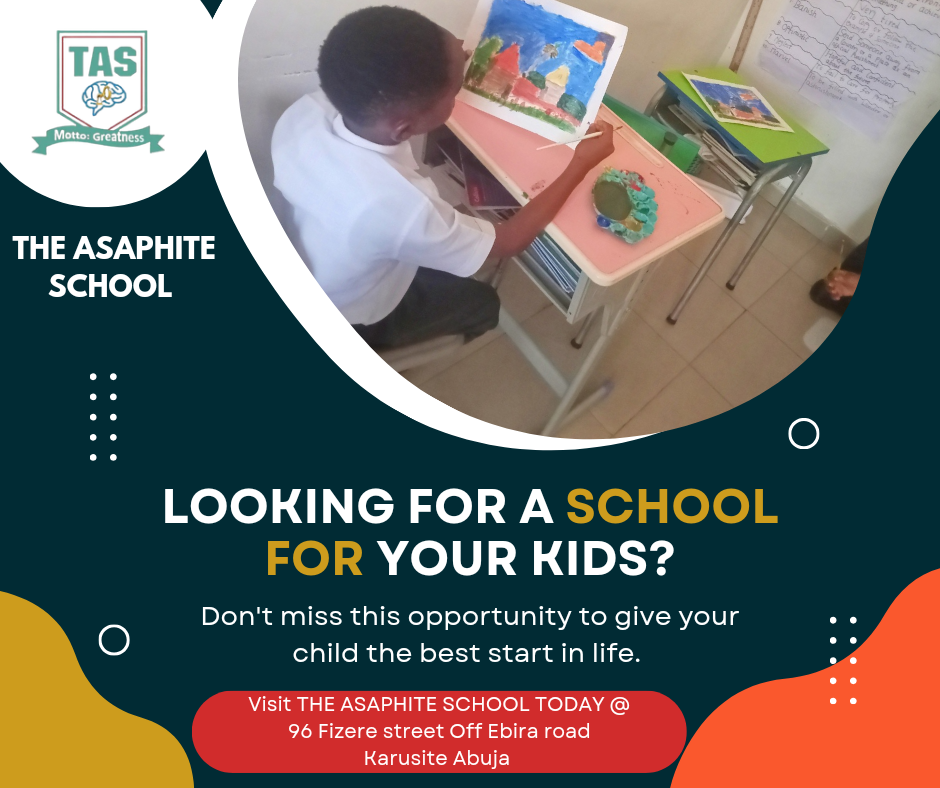 TAS
Motto: Greatness
THE ASAPHITE
SCHOOL
LOOKING FOR A SCHOOL
FOR YOUR KIDS?
Don't miss this opportunity to give your
child the best start in life.
Visit THE ASAPHITE SCHOOL TODAY @
96 Fizere street Off Ebira road
Karusite Abuja